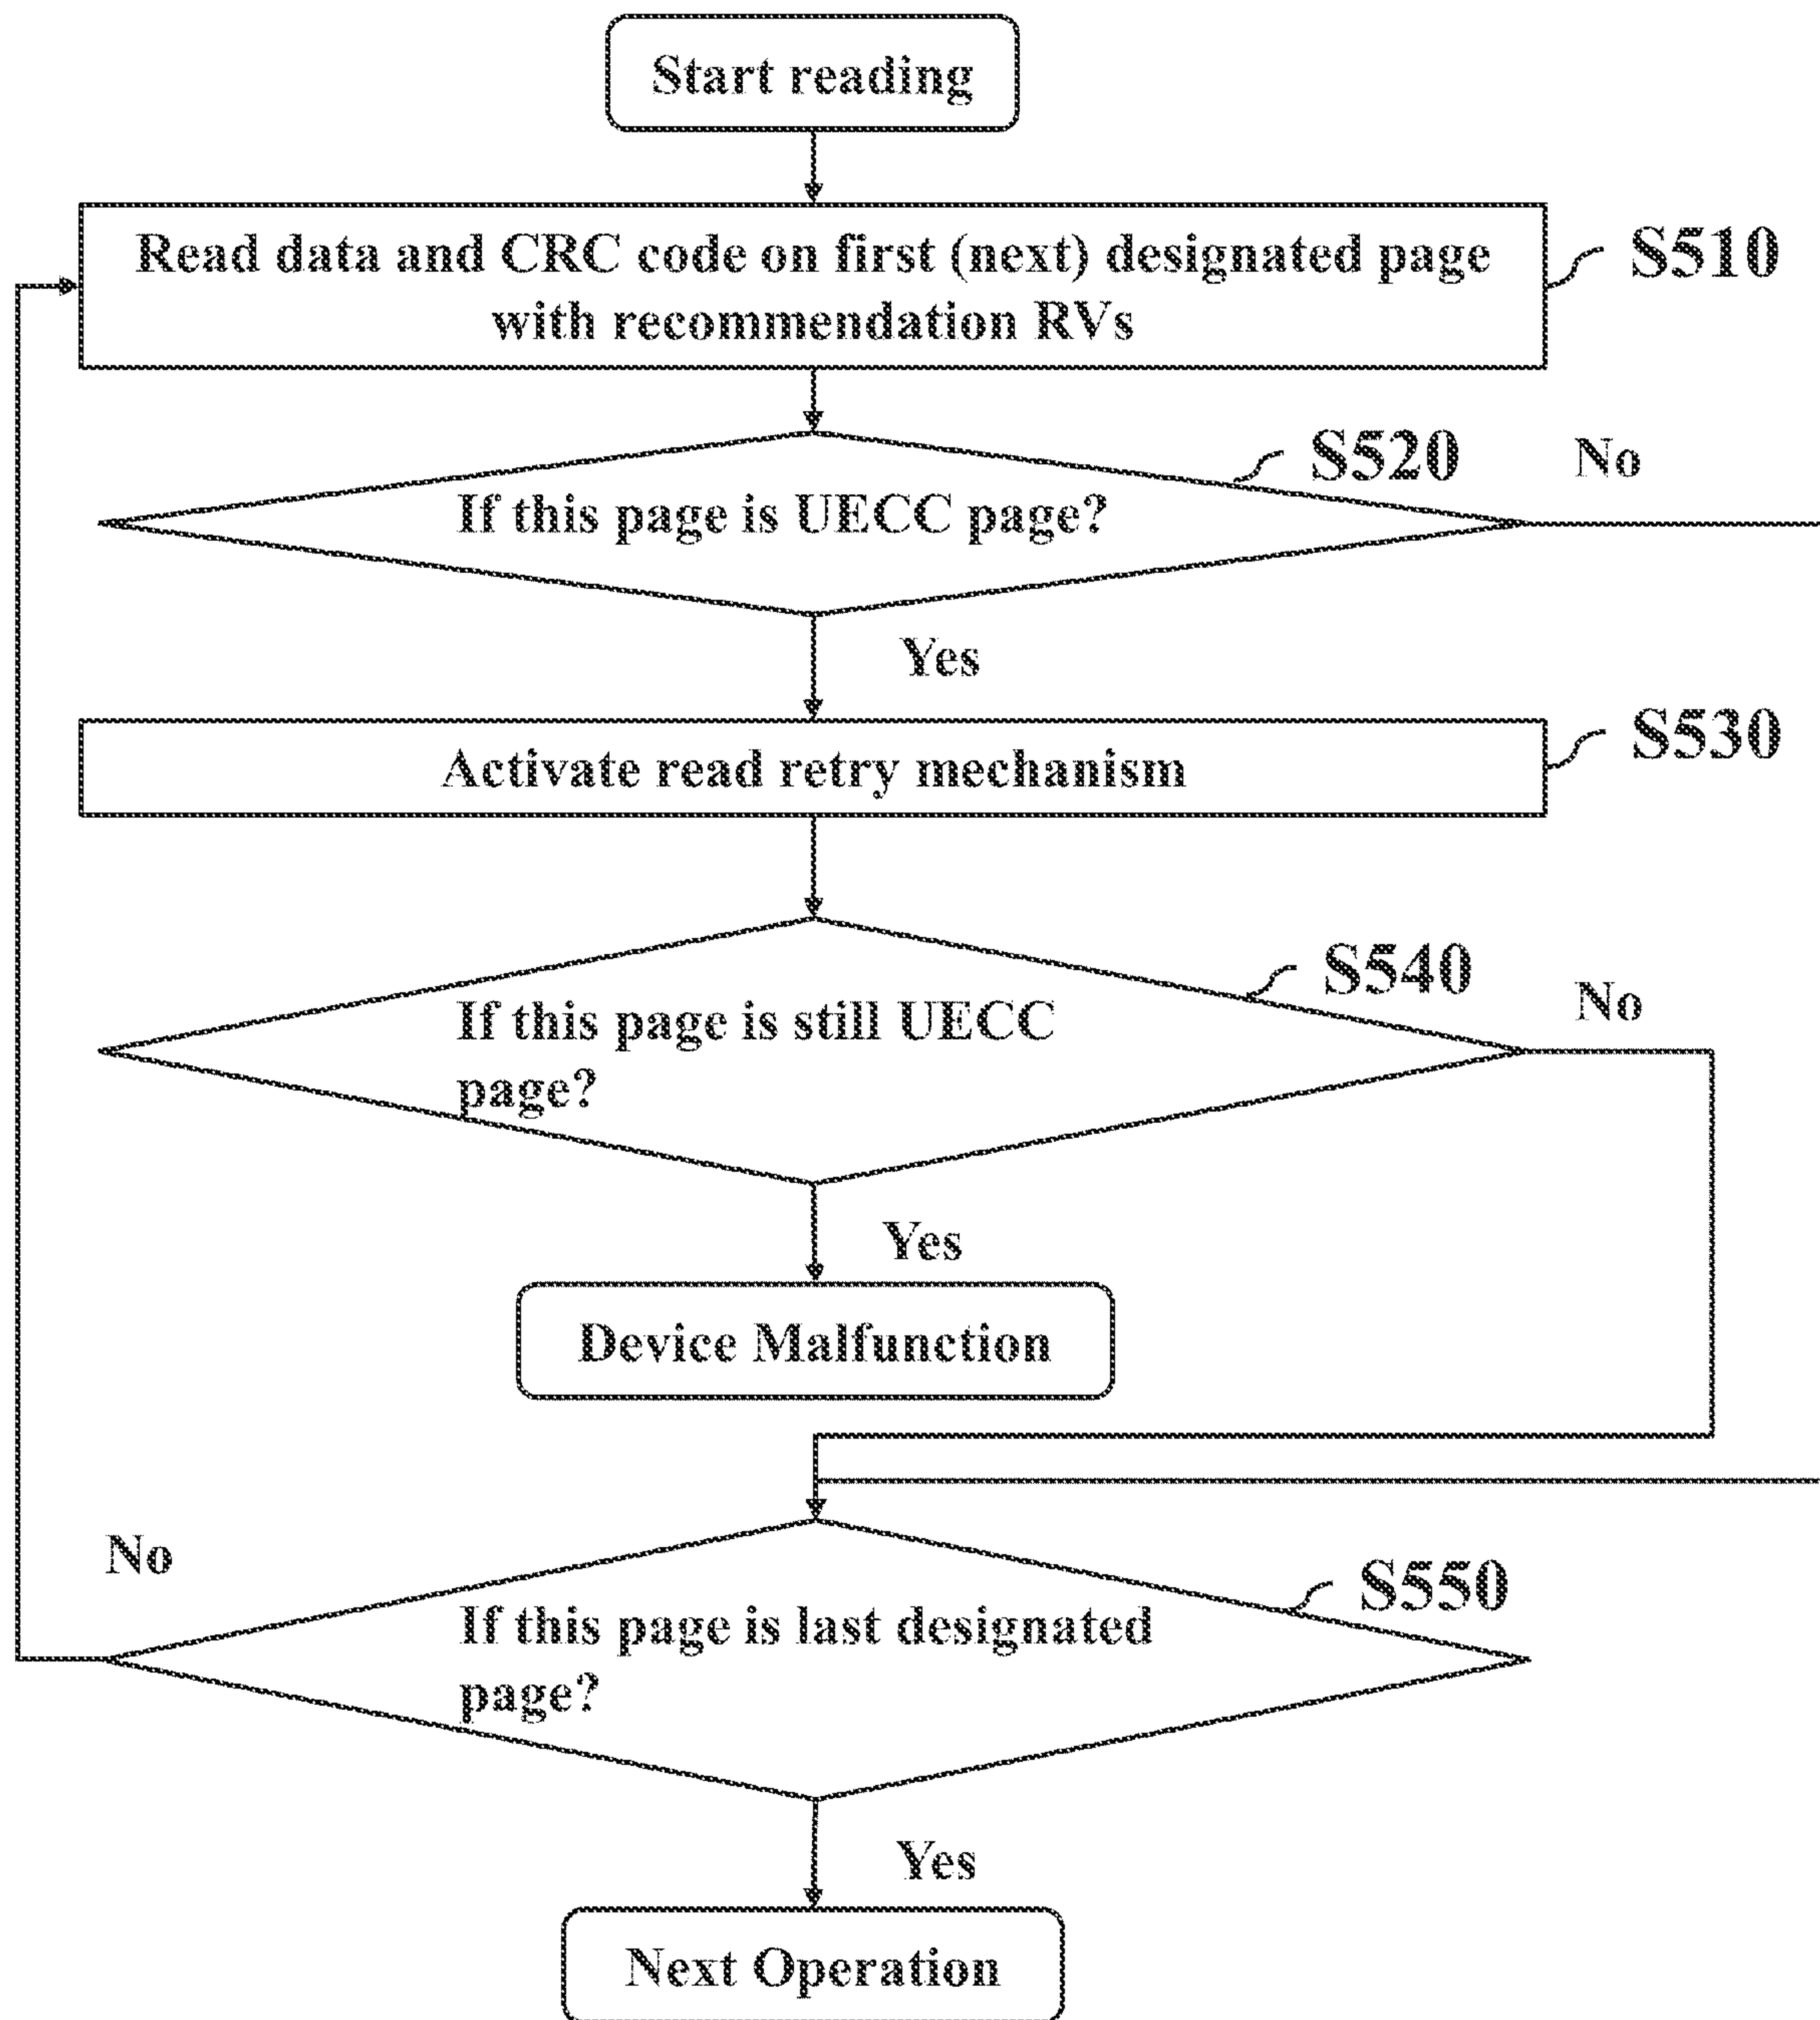 Start reading
Read data and CRC code on first (next) designated page
with recommendation RVs
S510
S520
No
If this page is UECC page?
Yes
S530
Activate read retry mechanism
S540
No
If this page is still UECC
page?
Yes
Device Malfunction
No
S550
If this page is last designated
page?
Yes
Next Operation